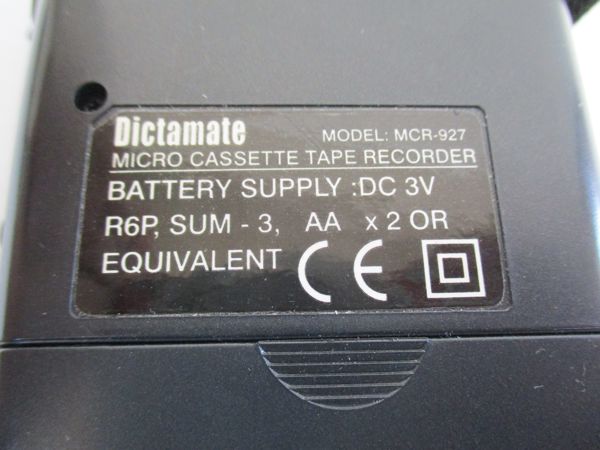 Dictamate MODEL: MCR-927
MICRO CASSETTE TAPE RECORDER
BATTERY SUPPLY :DC 3V
R6P, SUM - 3, AA x 2 OR
EQUIVALENT CE